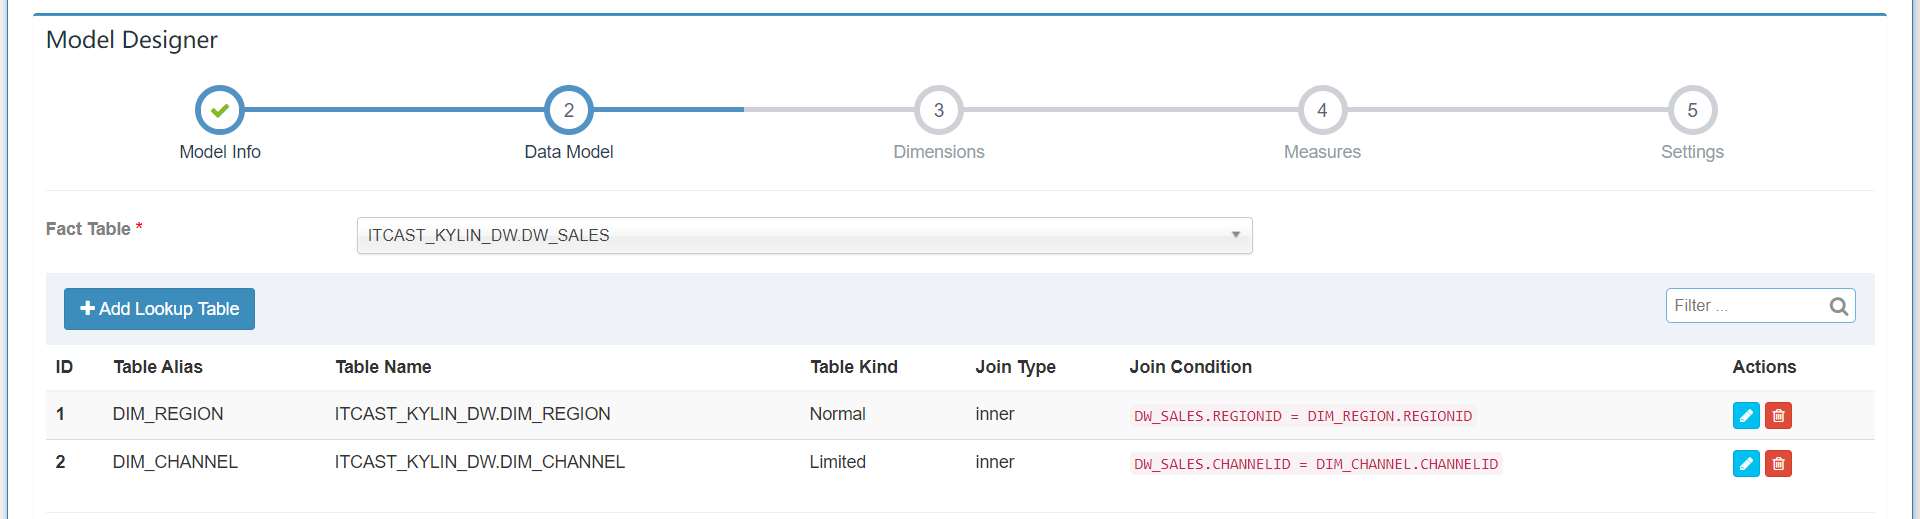 Model Designer
2 3 4 5
Model Info Data Model Dimensions Measures Settings
Fact Table * ITCAST_KYLIN_DW.DW_SALES
Add Lookup Table Filter ...
ID Table Alias Table Name Table Kind Join Type Join Condition Actions
1 DIM_REGION ITCAST_KYLIN_DW.DIM_REGION Normal inner DW_SALES.REGIONID = DIM_REGION.REGIONID
2 DIM_CHANNEL ITCAST_KYLIN_DW.DIM_CHANNEL Limited inner DW_SALES.CHANNELID = DIM_CHANNEL.CHANNELID